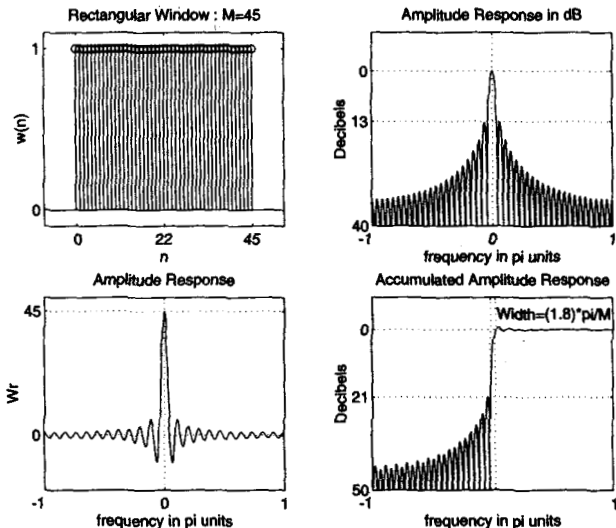 Rectangular Window : M=45
1
w(n)
0
0
22
45
n
Amplitude Response in dB
0
13
Decibels
40
-1
0
1
frequency in pi units
Amplitude Response
45
Wr
0
-1
0
1
frequency in pi units
Accumulated Amplitude Response
Width=(1.8)*pi/M
0
21
Decibels
50
-1
0
1
frequency in pi units